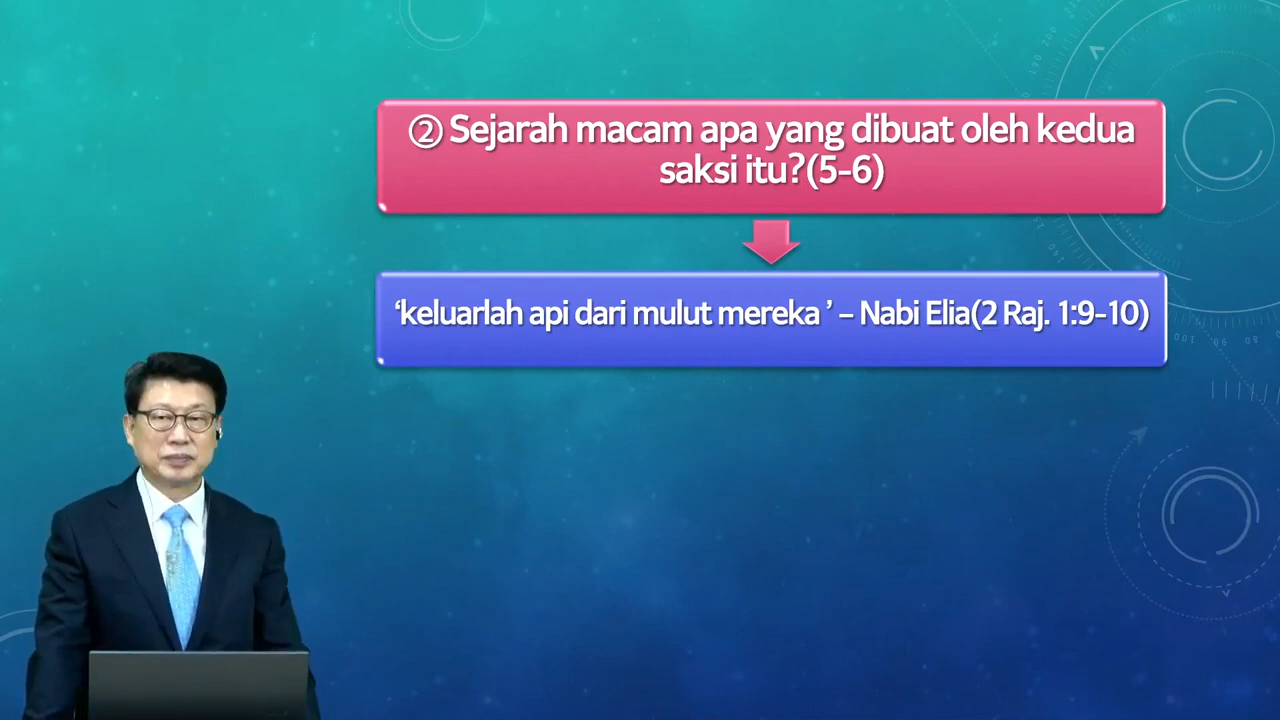 ② Sejarah macam apa yang dibuat oleh kedua
saksi itu?(5-6)
‘keluarlah api dari mulut mereka ’ – Nabi Elia(2 Raj. 1:9-10)